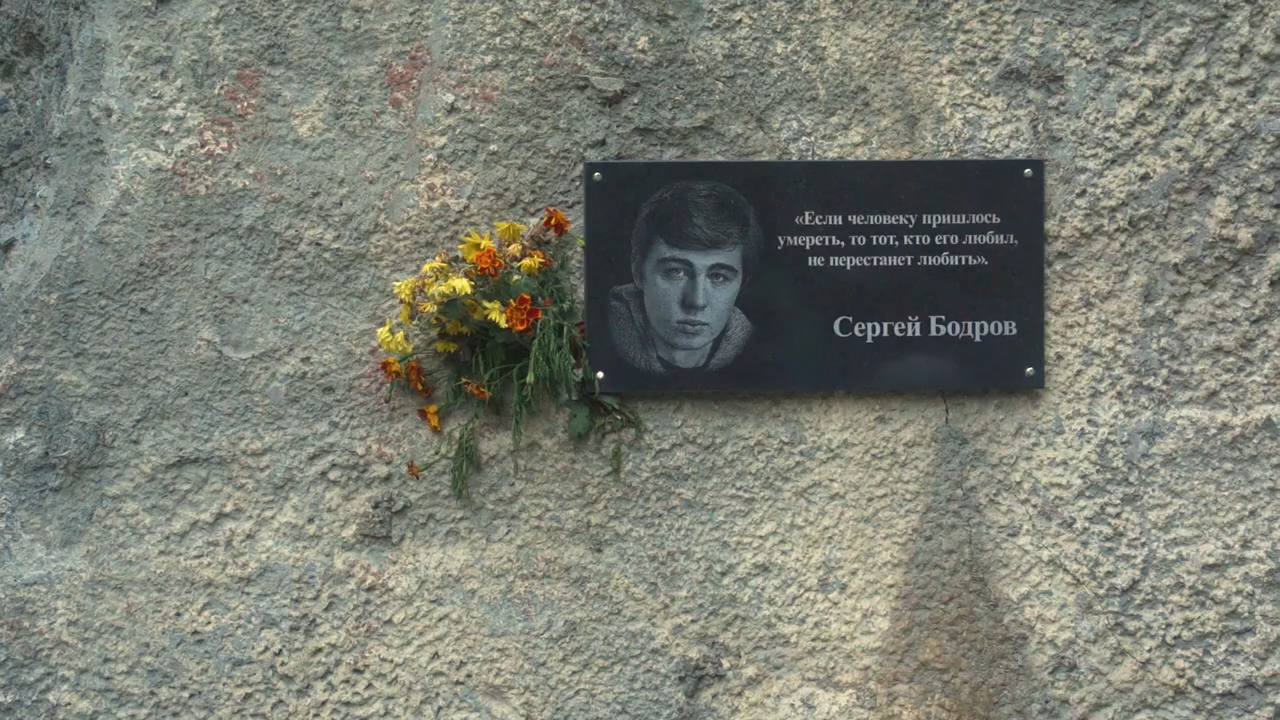 «Если человеку пришлось
умереть, то тот, кто его любил,
не перестанет любить».
Сергей Бодров